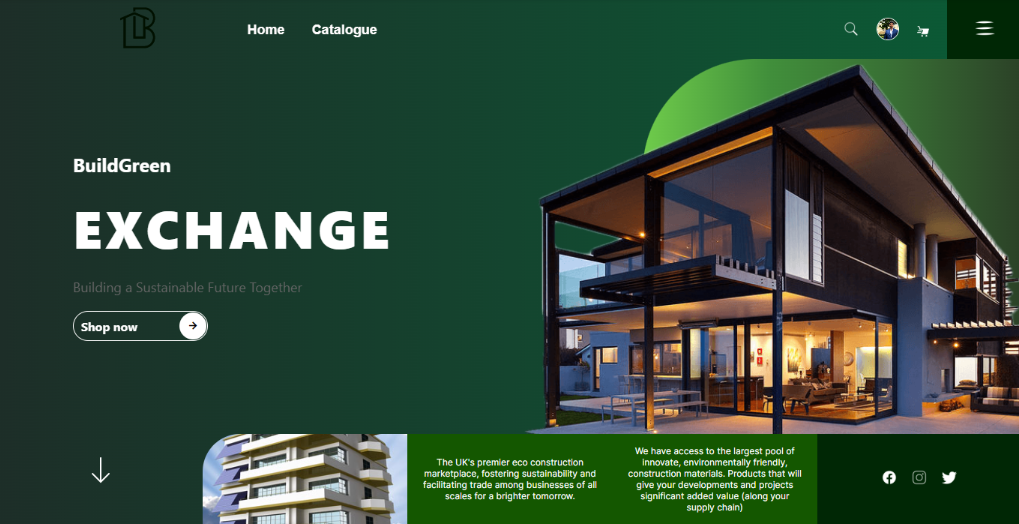 Home Catalogue
BuildGreen
EXCHANGE
Building a Sustainable Future Together
Shop now
The UK's premier eco construction
marketplace, fostering sustainability and
facilitating trade among businesses of all
scales for a brighter tomorrow.
We have access to the largest pool of
innovate, environmentally friendly,
construction materials. Products that will
give your developments and projects
significant added value (along your
supply chain)